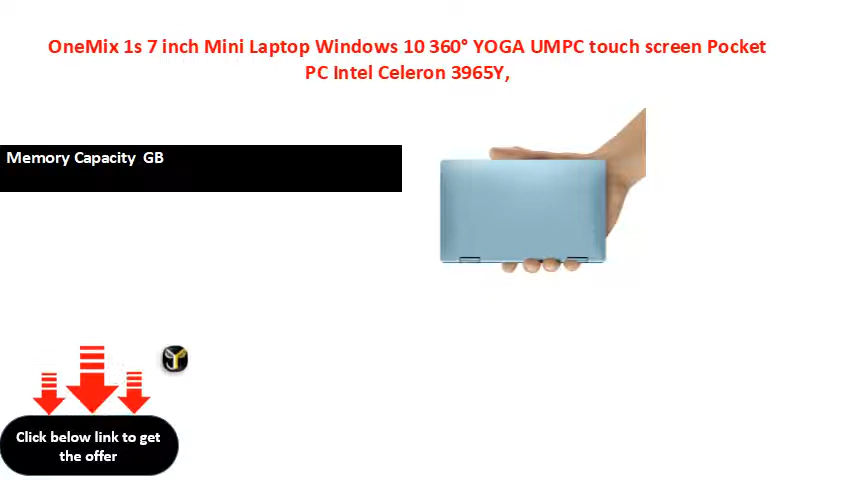 OneMix 1s 7 inch Mini Laptop Windows 10 360° YOGA UMPC touch screen Pocket
PC Intel Celeron 3965Y,
Memory Capacity  GB
Click below link to get
the offer